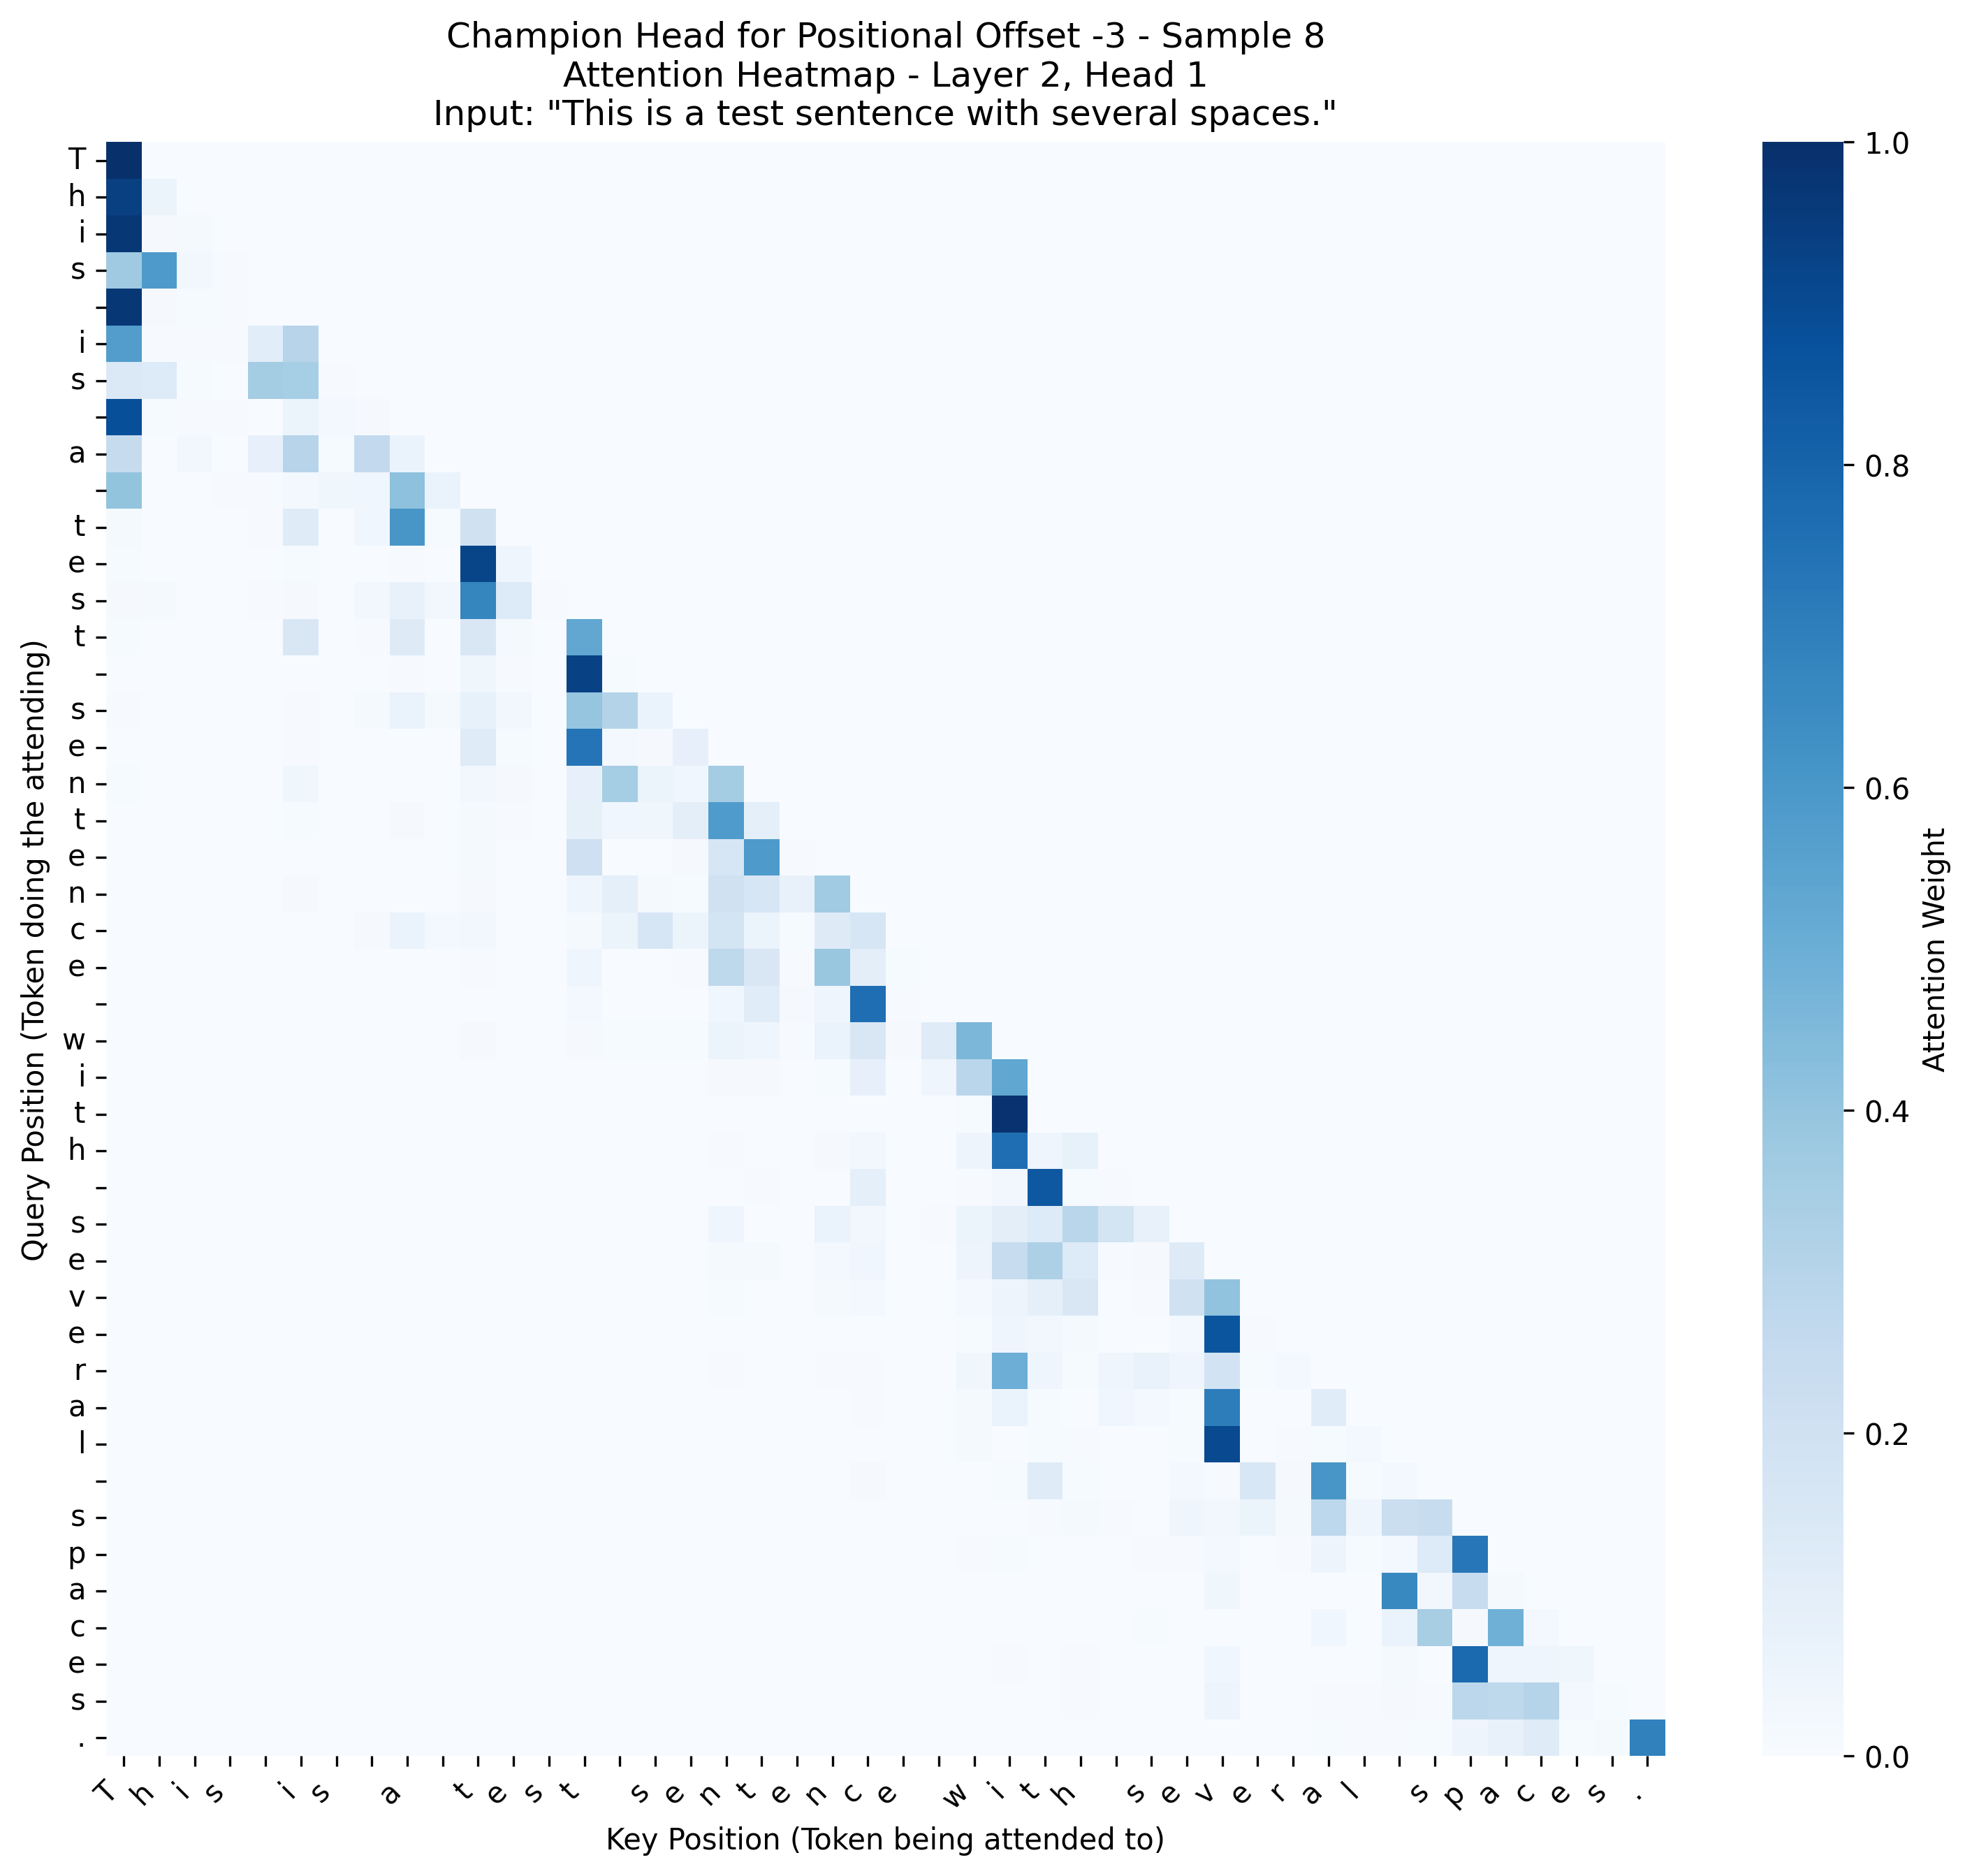 Champion Head for Positional Offset -3 - Sample 8
Attention Heatmap - Layer 2, Head 1
Input: "This is a test sentence with several spaces."
Query Position (Token doing the attending)
T
h
i
s
i
s
a
t
e
s
t
s
e
n
t
e
n
c
e
w
i
t
h
s
e
v
e
r
a
l
s
p
a
c
e
s
.
T h i s i s a t e s t s e n t e n c e w i t h s e v e r a l s p a c e s .
Key Position (Token being attended to)
1.0
0.8
0.6
0.4
0.2
0.0
Attention Weight